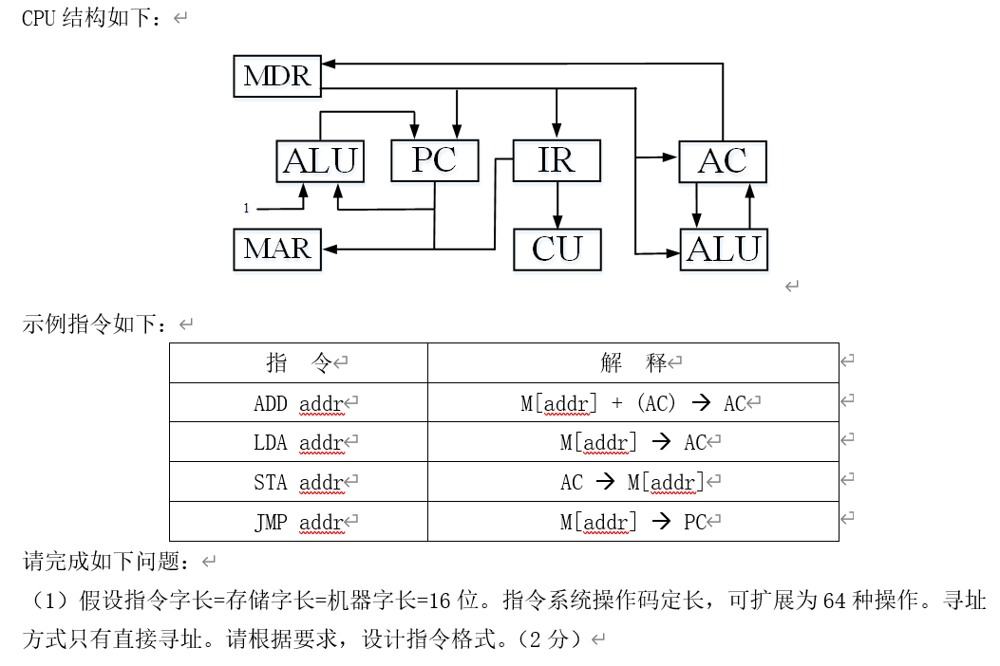 CPU 结构如下：
MDR
ALU
PC
IR
AC
1
MAR
CU
ALU
示例指令如下：
指　令 解　释
ADD addr M[addr] + (AC) → AC
LDA addr M[addr] → AC
STA addr AC → M[addr]
JMP addr M[addr] → PC
请完成如下问题：
（1）假设指令字长=存储字长=机器字长=16 位。指令系统操作码定长，可扩展为 64 种操作。寻址
方式只有直接寻址。请根据要求，设计指令格式。（2 分）